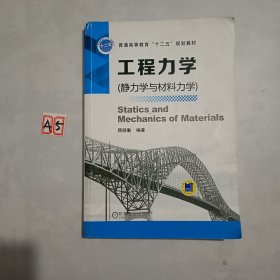 普通高等教育"十二五"规划教材
工程力学
(静力学与材料力学)
Statics and
Mechanics of Materials
编著
A5